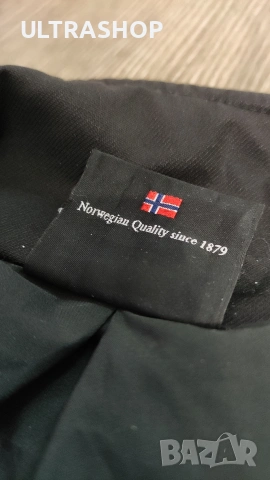 ULTRASHOP
Norwegian Quality since 1879
BAZAR